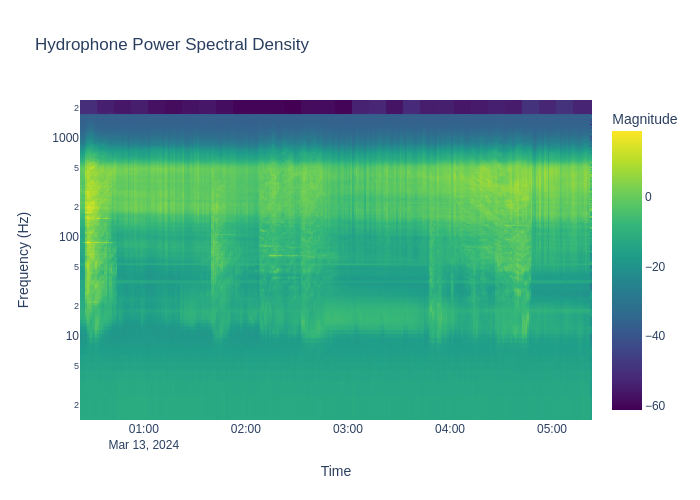 Hydrophone Power Spectral Density
Magnitude
2
1000
5
2
100
5
2
10
5
2
0
−20
−40
−60
Frequency (Hz)
01:00 02:00 03:00 04:00 05:00
Mar 13, 2024
Time